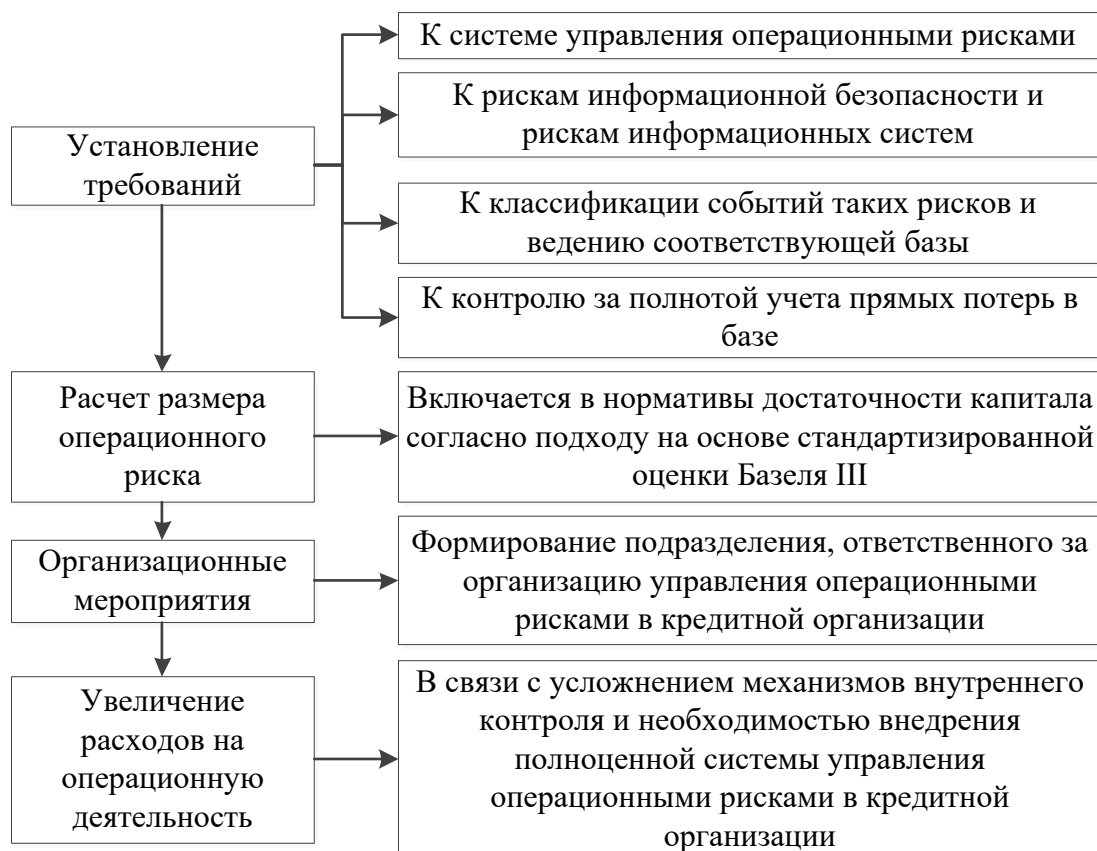 Установление
требований
К системе управления операционными рисками
К рискам информационной безопасности и
рискам информационных систем
К классификации событий таких рисков и
ведению соответствующей базы
К контролю за полнотой учета прямых потерь в
базе
Расчет размера
операционного
риска
Включается в нормативы достаточности капитала
согласно подходу на основе стандартизированной
оценки Базеля III
Организационные
мероприятия
Формирование подразделения, ответственного за
организацию управления операционными
рисками в кредитной организации
Увеличение
расходов на
операционную
деятельность
В связи с усложнением механизмов внутреннего
контроля и необходимостью внедрения
полноценной системы управления
операционными рисками в кредитной
организации